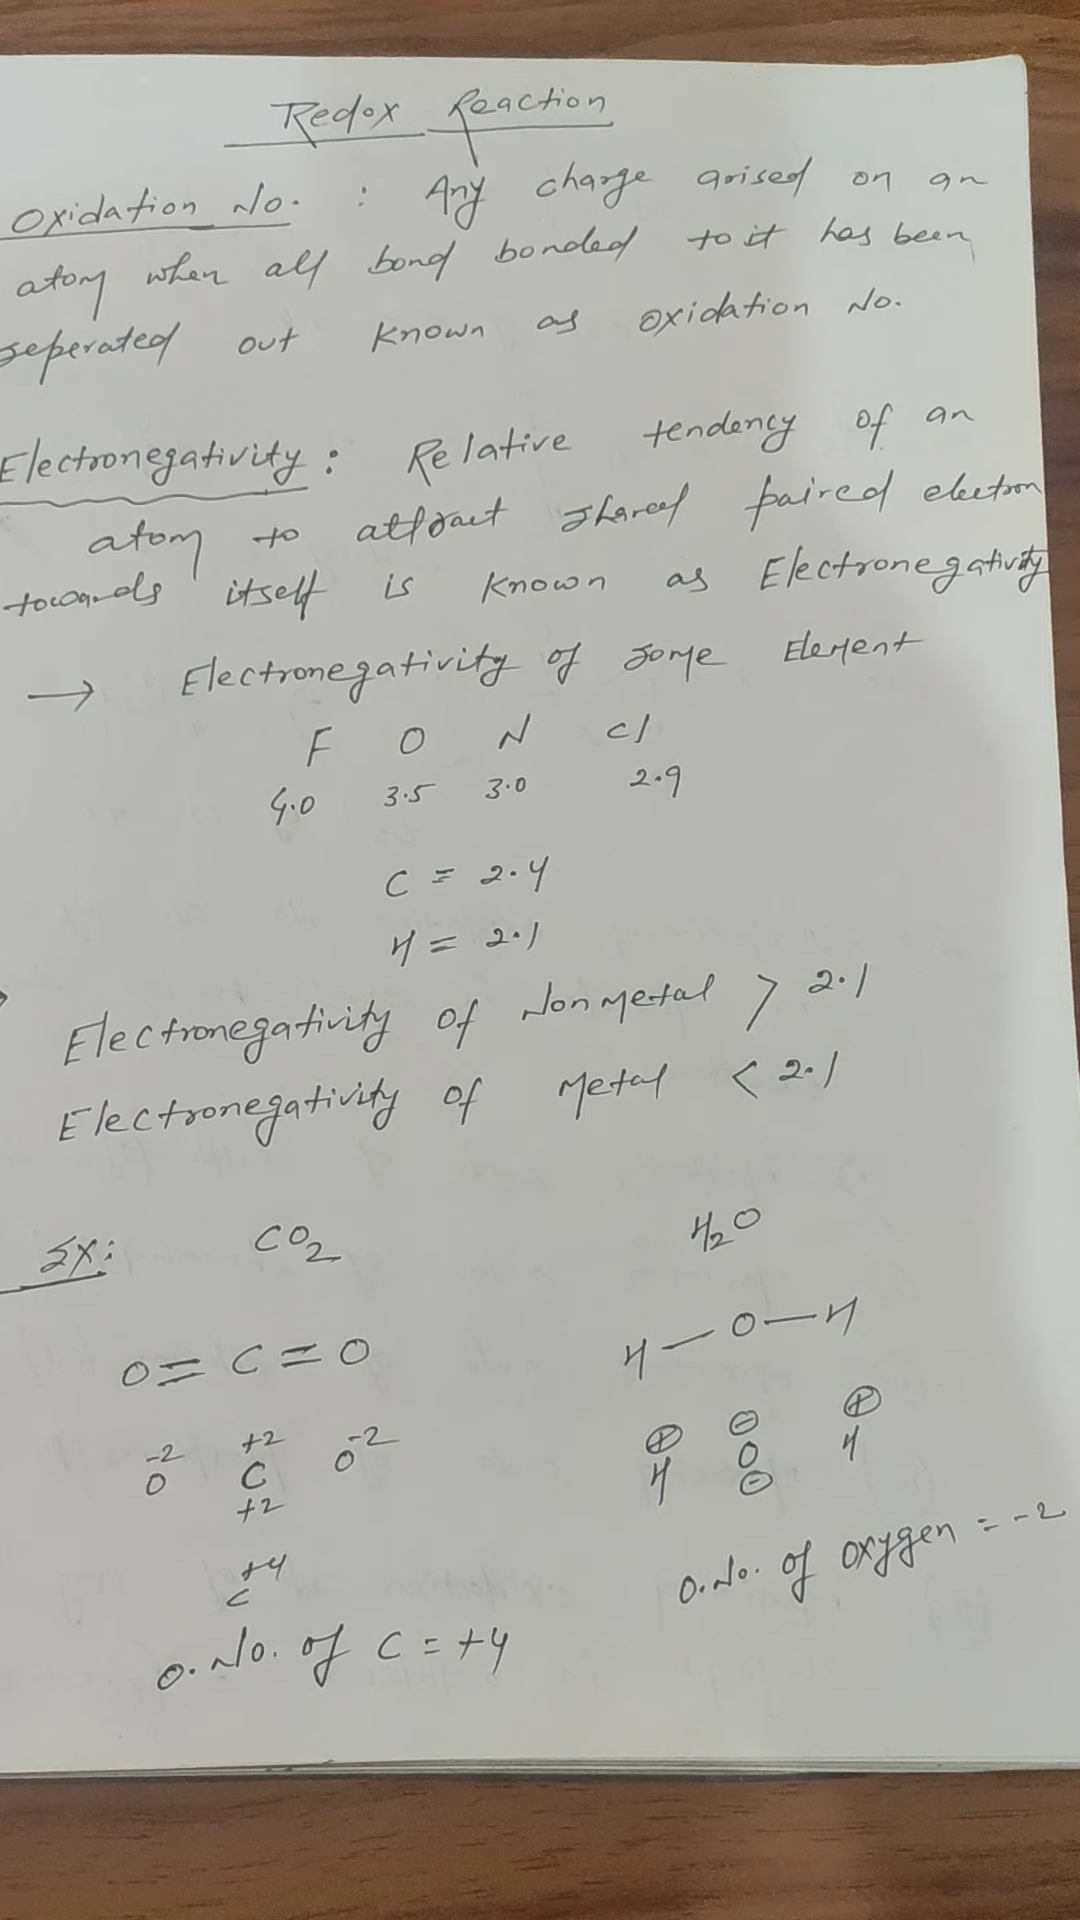 Redox Reaction
Oxidation No. : Any charge arised on an
atom when all bond bonded to it has been
seperated out known as oxidation No.
Electronegativity : Relative tendency of an
atom to attract shared paired electron
towards itself is known as Electronegativity
→ Electronegativity of some Element
F O N Cl
4.0 3.5 3.0 2.9
C = 2.4
H = 2.1
Electronegativity of Nonmetal > 2.1
Electronegativity of Metal < 2.1
Ex: CO2 H2O
O=C=O H—O—H
-2 +2 -2 ⊕ ⊖ ⊕
O C O H O H
+2 ⊖
+4
C
O.No. of oxygen = -2
O.No. of C = +4